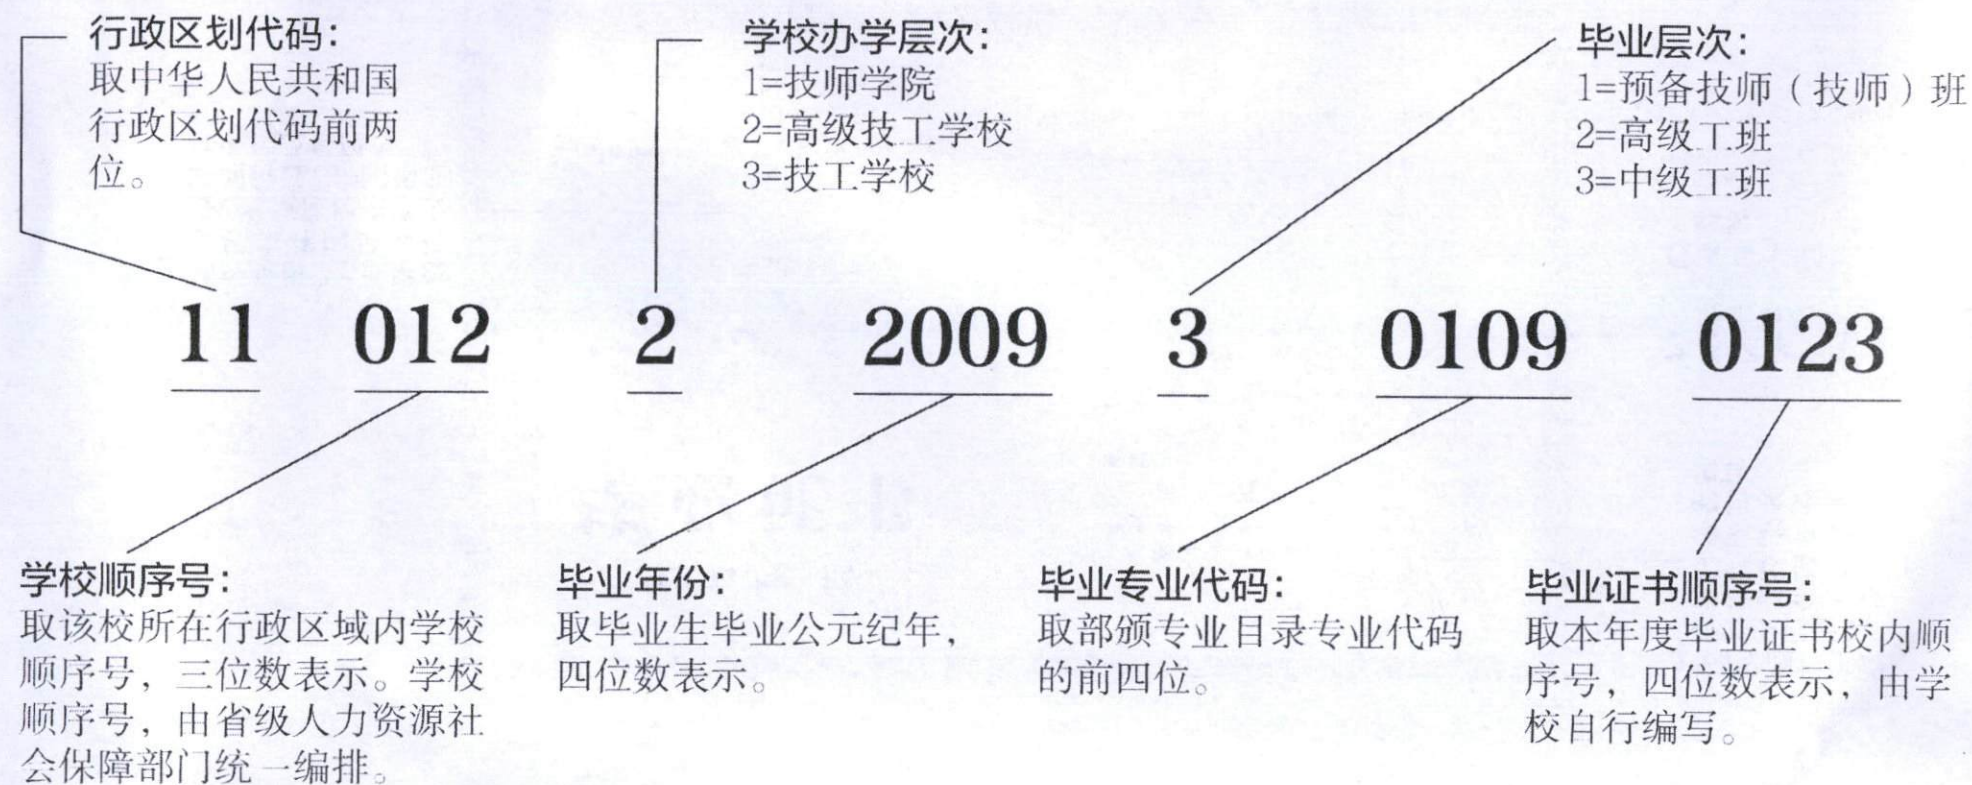 行政区划代码：
取中华人民共和国
行政区划代码前两
位。
学校办学层次：
1=技师学院
2=高级技工学校
3=技工学校
毕业层次：
1=预备技师（技师）班
2=高级工班
3=中级工班
11 012 2 2009 3 0109 0123
学校顺序号：
取该校所在行政区域内学校
顺序号，三位数表示。学校
顺序号，由省级人力资源社
会保障部门统一编排。
毕业年份：
取毕业生毕业公元纪年，
四位数表示。
毕业专业代码：
取部颁专业目录专业代码
的前四位。
毕业证书顺序号：
取本年度毕业证书校内顺
序号，四位数表示，由学
校自行编写。